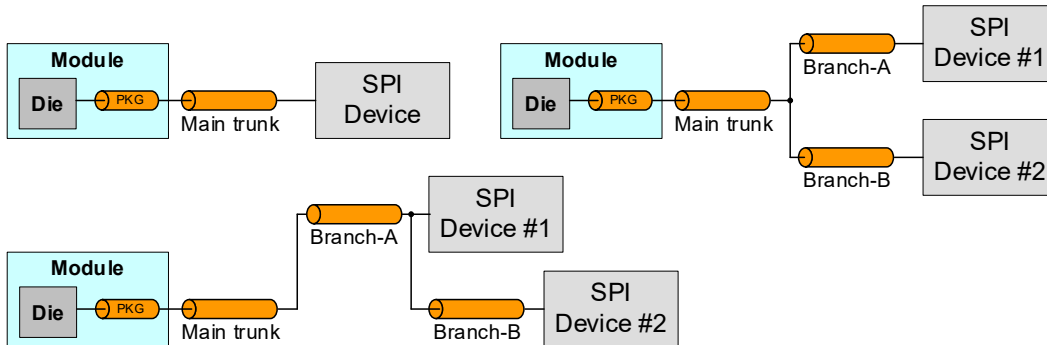 Module
Die
PKG
Main trunk
SPI
Device
Module
Die
PKG
Main trunk
Branch-A
SPI
Device #1
Branch-B
SPI
Device #2
Module
Die
PKG
Main trunk
Branch-A
SPI
Device #1
Branch-B
SPI
Device #2